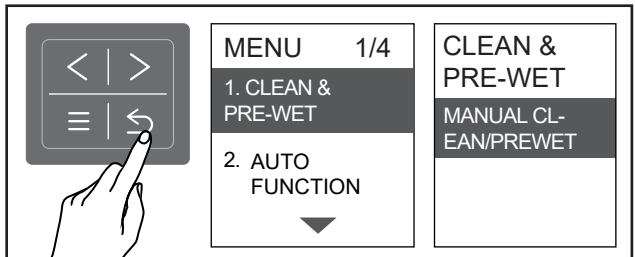 MENU 1/4
1. CLEAN &
PRE-WET
2. AUTO
FUNCTION
CLEAN &
PRE-WET
MANUAL CL-
EAN/PREWET